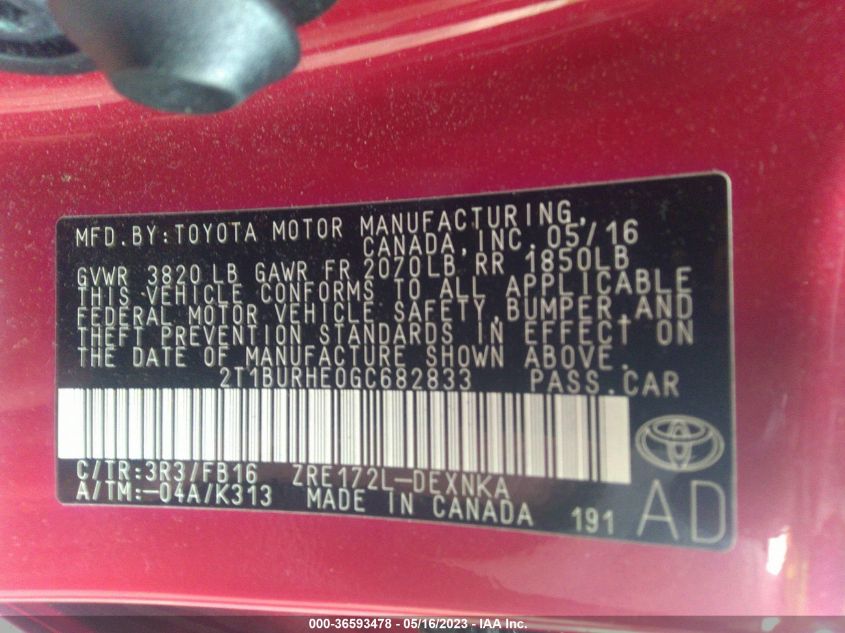 MFD.BY:TOYOTA MOTOR MANUFACTURING,
CANADA,INC. 05/16
GVWR 3820 LB GAWR FR 2070LB RR 1850LB
THIS VEHICLE CONFORMS TO ALL APPLICABLE
FEDERAL MOTOR VEHICLE SAFETY,BUMPER,AND
THEFT PREVENTION STANDARDS IN EFFECT ON
THE DATE OF MANUFACTURE SHOWN ABOVE.
2T1BURHE0GC682833 PASS.CAR
C/TR:3R3/FB16 ZRE172L-DEXNKA
A/TM:-04A/K313 MADE IN CANADA 191 AD
000-36593478 - 05/16/2023 - IAA Inc.